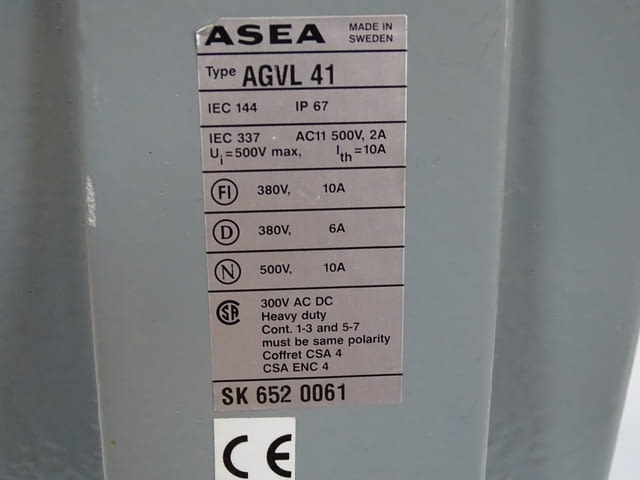 ASEA MADE IN SWEDEN
Type AGVL 41
IEC 144 IP 67
IEC 337 AC11 500V, 2A
Ui=500V max, Ith=10A
FI 380V, 10A
D 380V, 6A
N 500V, 10A
SA 300V AC DC
Heavy duty
Cont. 1-3 and 5-7
must be same polarity
Coffret CSA 4
CSA ENC 4
SK 652 0061
CE